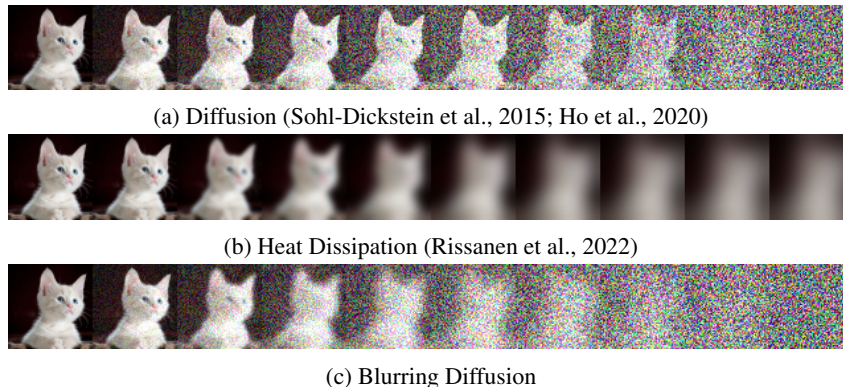 (a) Diffusion (Sohl-Dickstein et al., 2015; Ho et al., 2020)
(b) Heat Dissipation (Rissanen et al., 2022)
(c) Blurring Diffusion